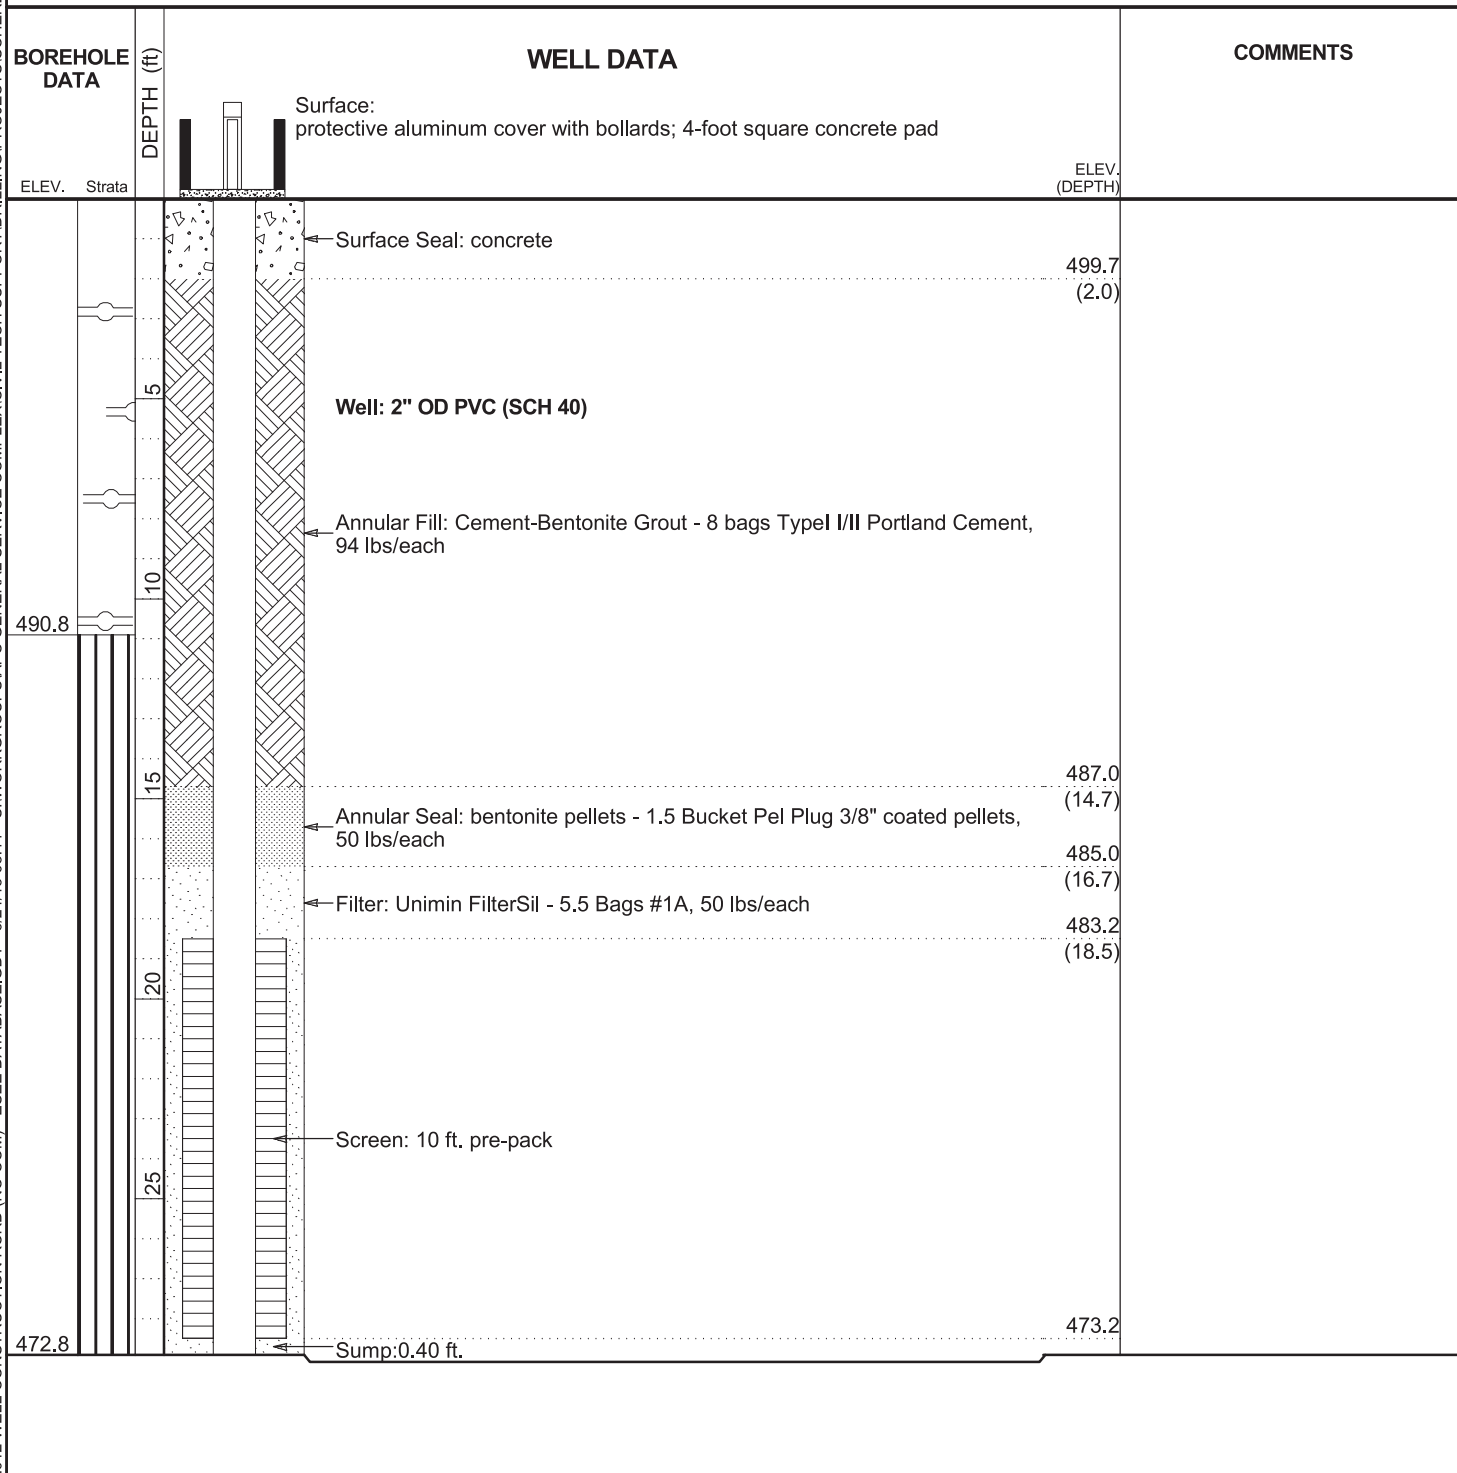 BOREHOLE
DATA
DEPTH (ft)
WELL DATA
COMMENTS
Surface:
protective aluminum cover with bollards; 4-foot square concrete pad
ELEV. Strata
ELEV.
(DEPTH)
Surface Seal: concrete
499.7
(2.0)
5
Well: 2" OD PVC (SCH 40)
Annular Fill: Cement-Bentonite Grout - 8 bags TypeI I/II Portland Cement,
94 lbs/each
10
490.8
487.0
15
(14.7)
Annular Seal: bentonite pellets - 1.5 Bucket Pel Plug 3/8" coated pellets,
50 lbs/each
485.0
(16.7)
Filter: Unimin FilterSil - 5.5 Bags #1A, 50 lbs/each
483.2
(18.5)
20
Screen: 10 ft. pre-pack
25
473.2
472.8
Sump:0.40 ft.